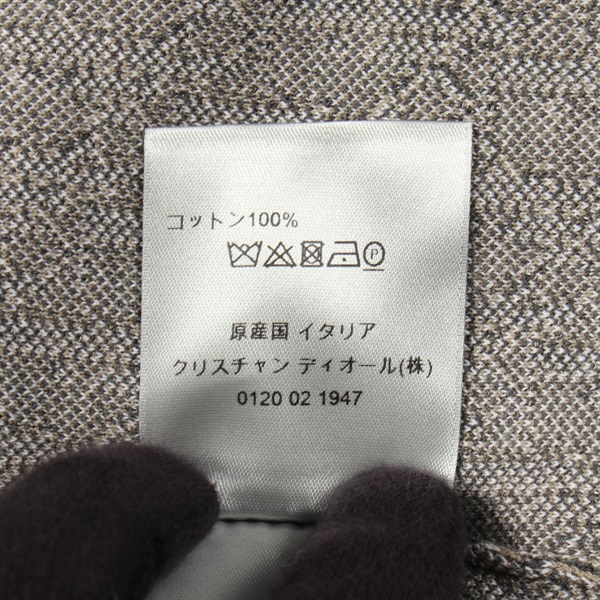 コットン100%
P
原産国 イタリア
クリスチャン ディオール(株)
0120 02 1947